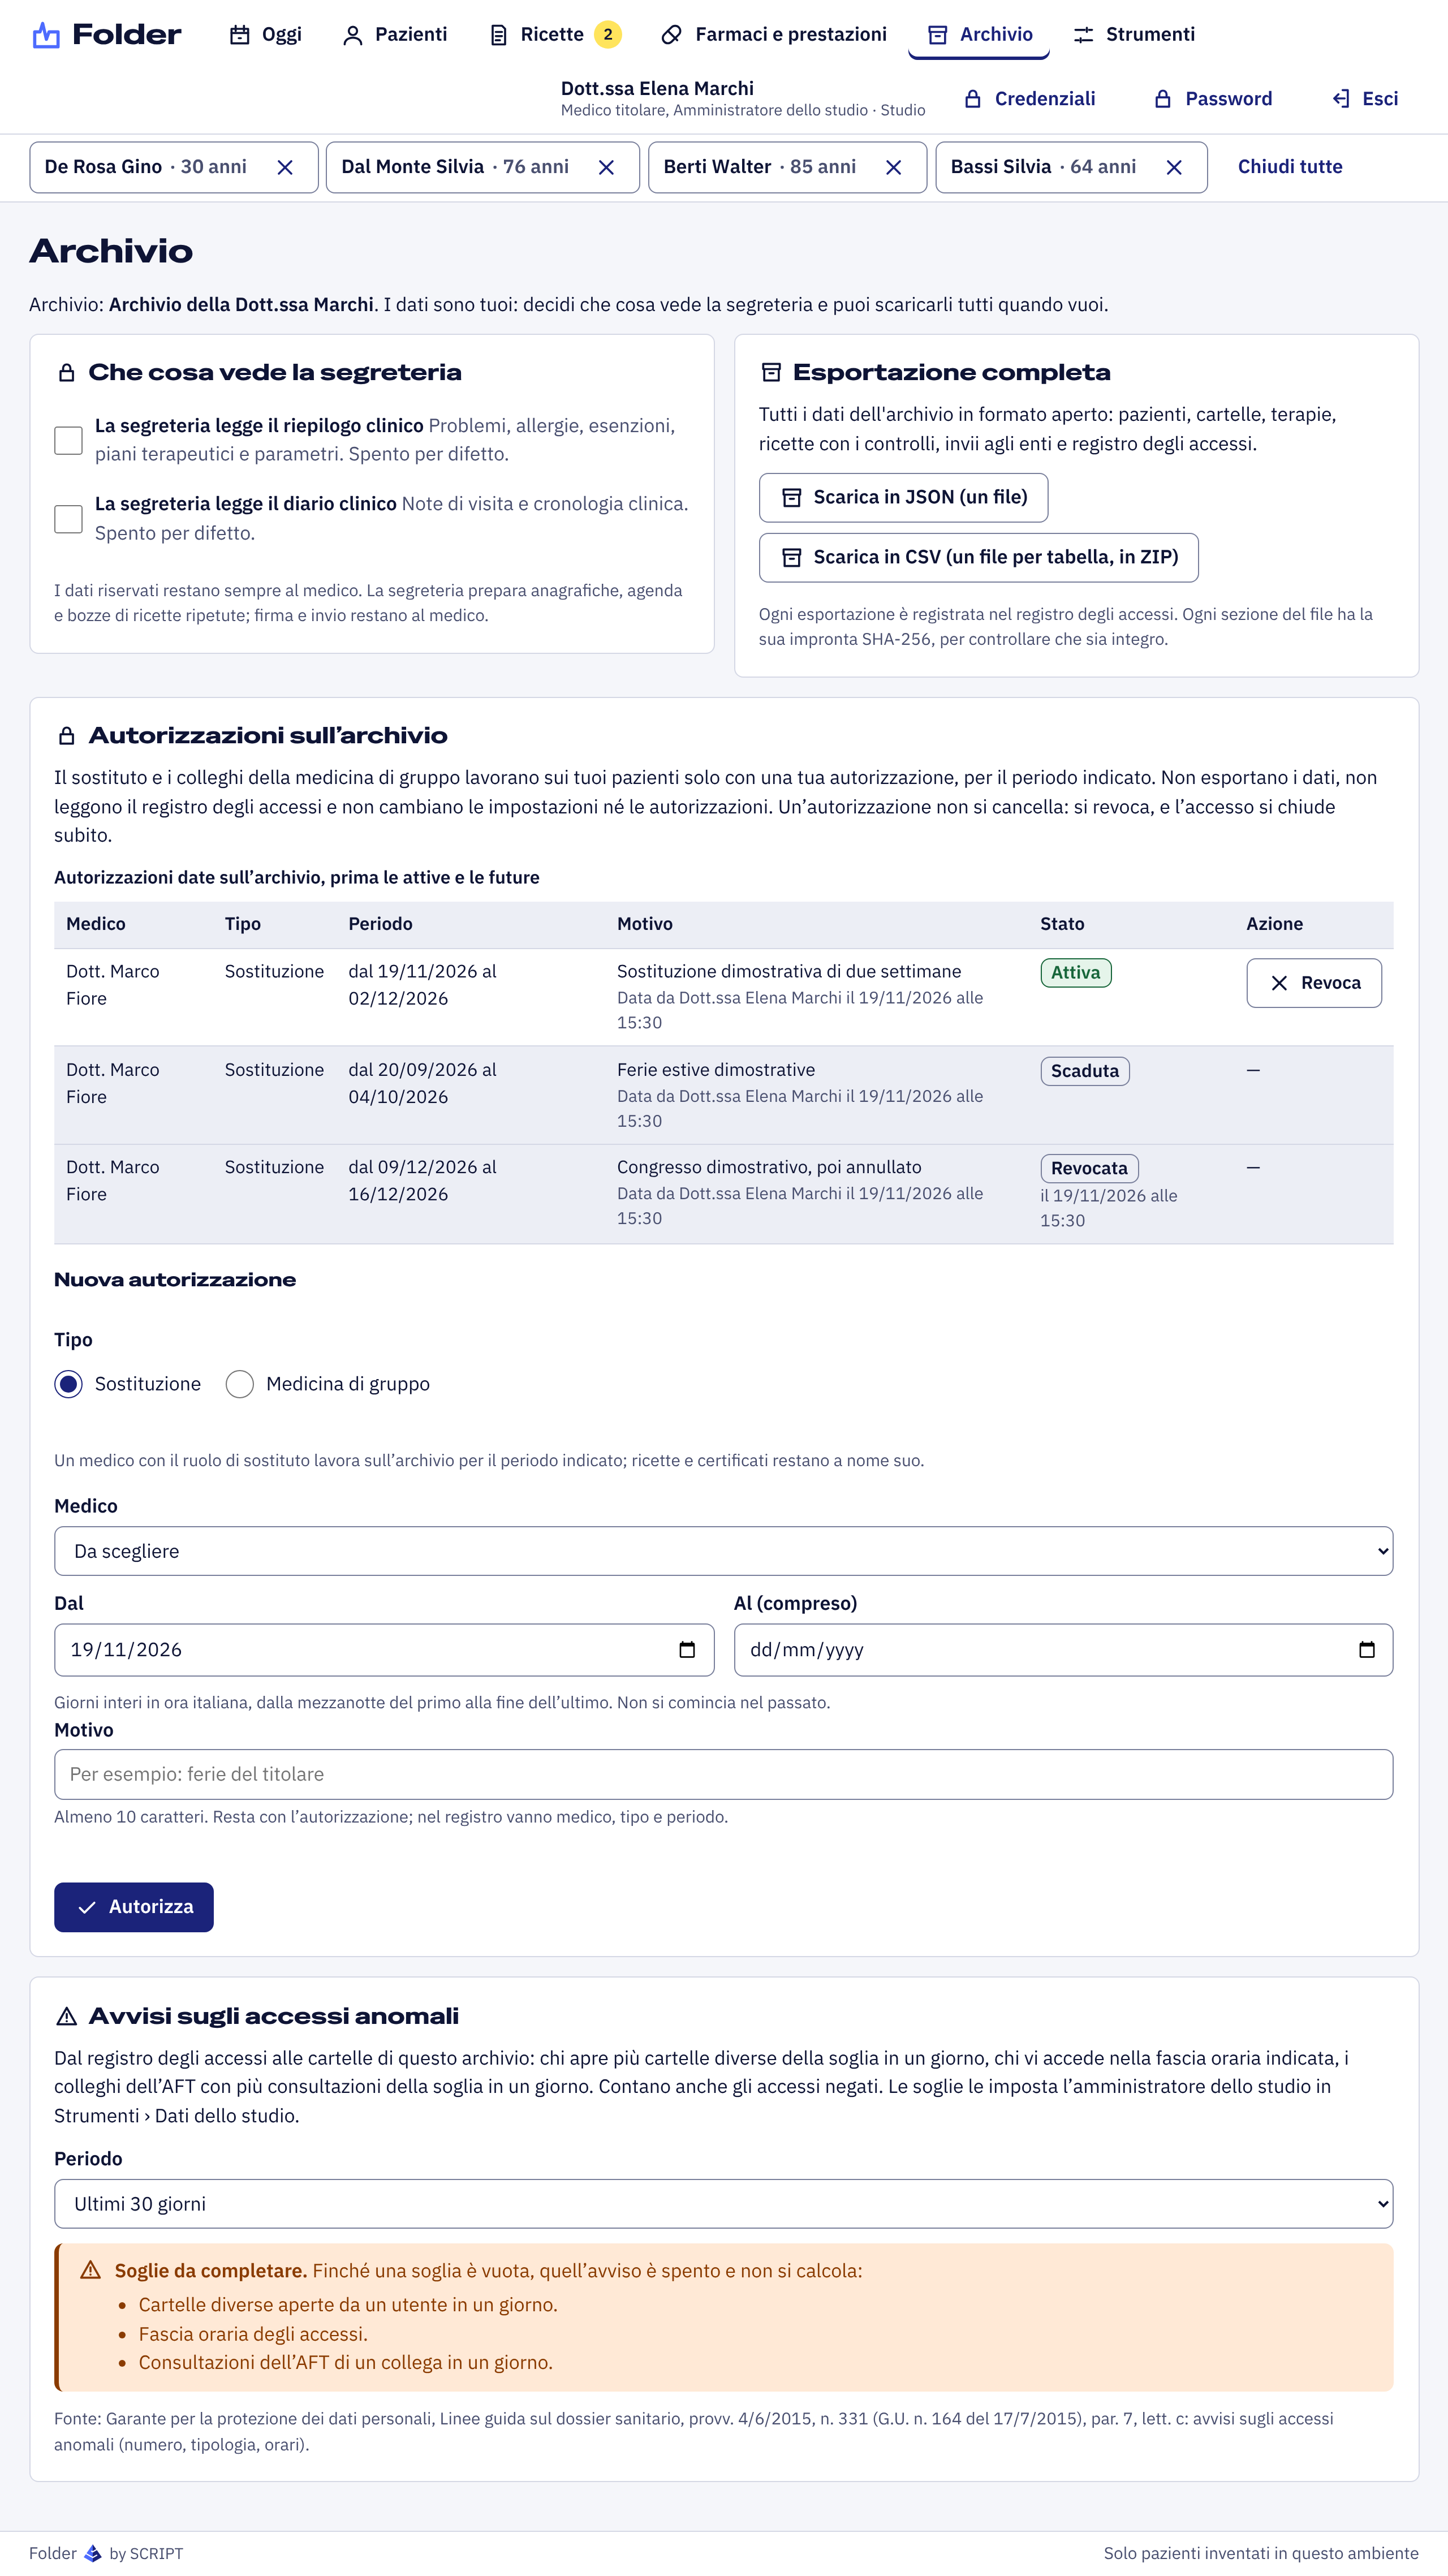 Folder
Oggi
Pazienti
Ricette 2
Farmaci e prestazioni
Archivio
Strumenti
Dott.ssa Elena Marchi
Medico titolare, Amministratore dello studio · Studio
Credenziali
Password
Esci
De Rosa Gino · 30 anni
Dal Monte Silvia · 76 anni
Berti Walter · 85 anni
Bassi Silvia · 64 anni
Chiudi tutte
Archivio
Archivio: Archivio della Dott.ssa Marchi. I dati sono tuoi: decidi che cosa vede la segreteria e puoi scaricarli tutti quando vuoi.
Che cosa vede la segreteria
La segreteria legge il riepilogo clinico Problemi, allergie, esenzioni,
piani terapeutici e parametri. Spento per difetto.
La segreteria legge il diario clinico Note di visita e cronologia clinica.
Spento per difetto.
I dati riservati restano sempre al medico. La segreteria prepara anagrafiche, agenda
e bozze di ricette ripetute; firma e invio restano al medico.
Esportazione completa
Tutti i dati dell'archivio in formato aperto: pazienti, cartelle, terapie,
ricette con i controlli, invii agli enti e registro degli accessi.
Scarica in JSON (un file)
Scarica in CSV (un file per tabella, in ZIP)
Ogni esportazione è registrata nel registro degli accessi. Ogni sezione del file ha la
sua impronta SHA-256, per controllare che sia integro.
Autorizzazioni sull’archivio
Il sostituto e i colleghi della medicina di gruppo lavorano sui tuoi pazienti solo con una tua autorizzazione, per il periodo indicato. Non esportano i dati, non
leggono il registro degli accessi e non cambiano le impostazioni né le autorizzazioni. Un’autorizzazione non si cancella: si revoca, e l’accesso si chiude
subito.
Autorizzazioni date sull’archivio, prima le attive e le future
Medico Tipo Periodo Motivo Stato Azione
Dott. Marco Sostituzione dal 19/11/2026 al Sostituzione dimostrativa di due settimane Attiva Revoca
Fiore 02/12/2026 Data da Dott.ssa Elena Marchi il 19/11/2026 alle
15:30
Dott. Marco Sostituzione dal 20/09/2026 al Ferie estive dimostrative Scaduta —
Fiore 04/10/2026 Data da Dott.ssa Elena Marchi il 19/11/2026 alle
15:30
Dott. Marco Sostituzione dal 09/12/2026 al Congresso dimostrativo, poi annullato Revocata —
Fiore 16/12/2026 Data da Dott.ssa Elena Marchi il 19/11/2026 alle il 19/11/2026 alle
15:30 15:30
Nuova autorizzazione
Tipo
Sostituzione Medicina di gruppo
Un medico con il ruolo di sostituto lavora sull’archivio per il periodo indicato; ricette e certificati restano a nome suo.
Medico
Da scegliere
Dal Al (compreso)
19/11/2026 dd/mm/yyyy
Giorni interi in ora italiana, dalla mezzanotte del primo alla fine dell’ultimo. Non si comincia nel passato.
Motivo
Per esempio: ferie del titolare
Almeno 10 caratteri. Resta con l’autorizzazione; nel registro vanno medico, tipo e periodo.
Autorizza
Avvisi sugli accessi anomali
Dal registro degli accessi alle cartelle di questo archivio: chi apre più cartelle diverse della soglia in un giorno, chi vi accede nella fascia oraria indicata, i
colleghi dell’AFT con più consultazioni della soglia in un giorno. Contano anche gli accessi negati. Le soglie le imposta l’amministratore dello studio in
Strumenti › Dati dello studio.
Periodo
Ultimi 30 giorni
Soglie da completare. Finché una soglia è vuota, quell’avviso è spento e non si calcola:
• Cartelle diverse aperte da un utente in un giorno.
• Fascia oraria degli accessi.
• Consultazioni dell’AFT di un collega in un giorno.
Fonte: Garante per la protezione dei dati personali, Linee guida sul dossier sanitario, provv. 4/6/2015, n. 331 (G.U. n. 164 del 17/7/2015), par. 7, lett. c: avvisi sugli accessi
anomali (numero, tipologia, orari).
Folder by SCRIPT
Solo pazienti inventati in questo ambiente